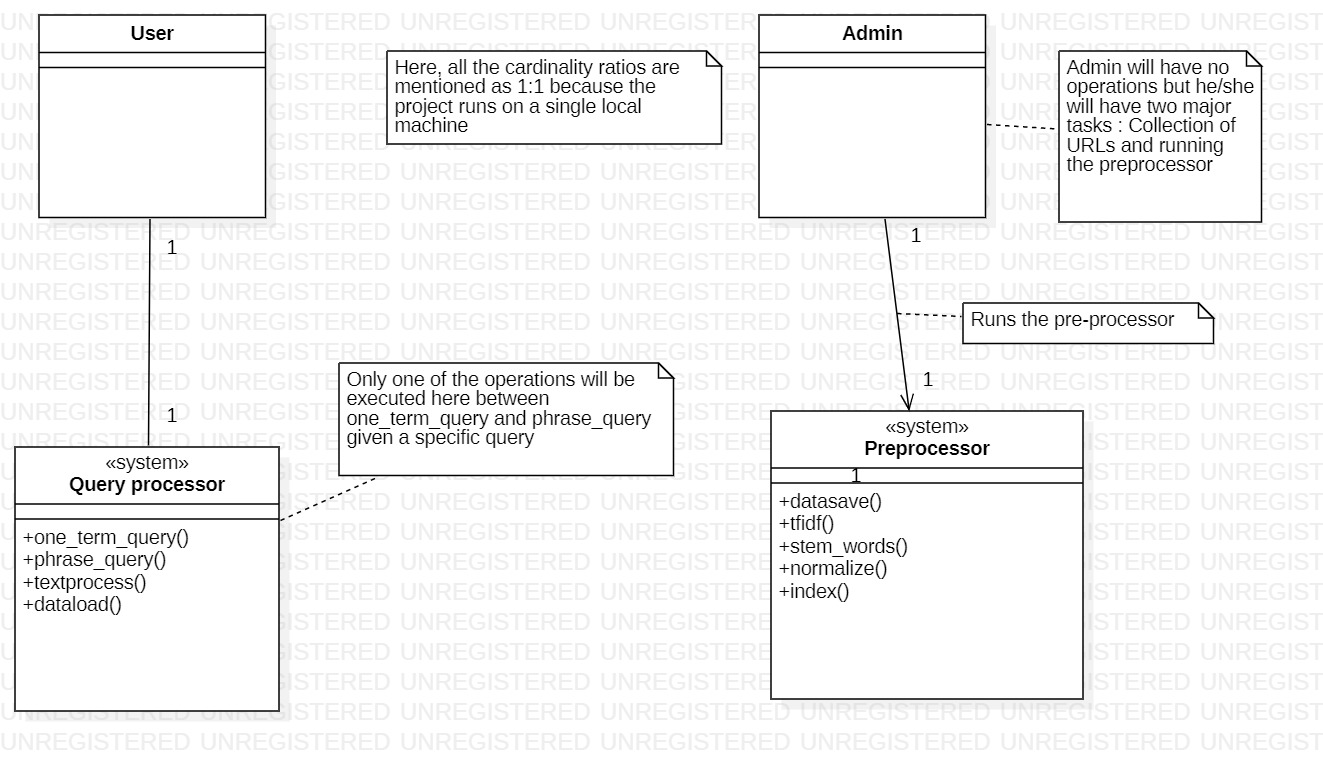 User
Here, all the cardinality ratios are
mentioned as 1:1 because the
project runs on a single local
machine
Admin
Admin will have no
operations but he/she
will have two major
tasks : Collection of
URLs and running
the preprocessor
1
1
Runs the pre-processor
1
1
Only one of the operations will be
executed here between
one_term_query and phrase_query
given a specific query
«system»
Query processor
+one_term_query()
+phrase_query()
+textprocess()
+dataload()
«system»
Preprocessor
1
+datasave()
+tfidf()
+stem_words()
+normalize()
+index()
UNREGISTERED